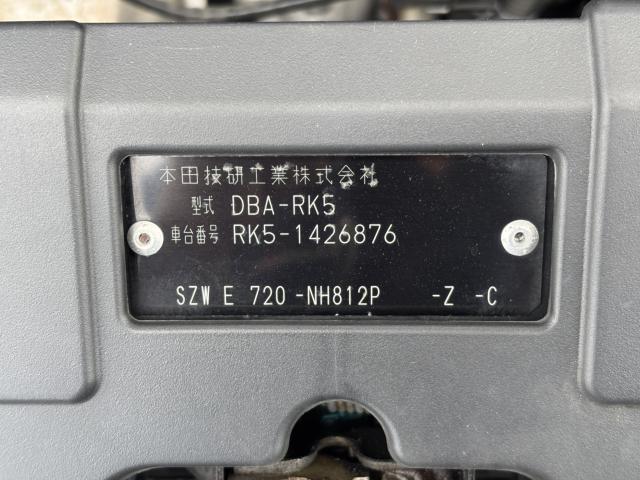 本田技研工業株式会社
型式 DBA-RK5
車台番号 RK5-1426876
SZW E 720 -NH812P -Z -C